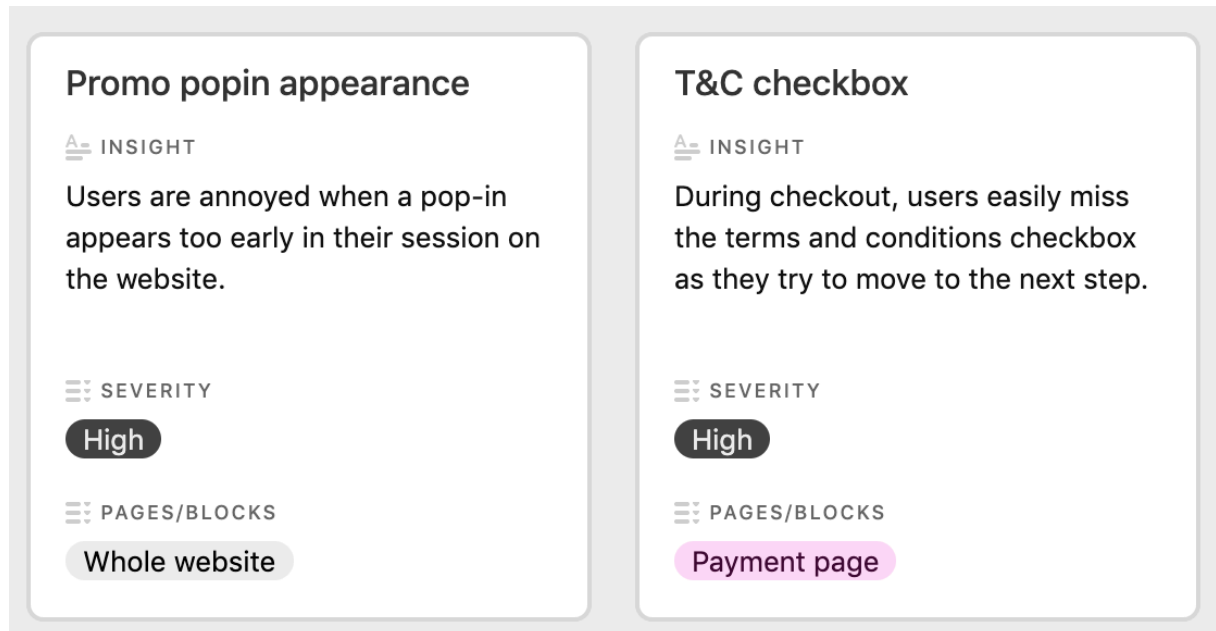 Promo popin appearance
INSIGHT
Users are annoyed when a pop-in
appears too early in their session on
the website.
SEVERITY
High
PAGES/BLOCKS
Whole website
T&C checkbox
INSIGHT
During checkout, users easily miss
the terms and conditions checkbox
as they try to move to the next step.
SEVERITY
High
PAGES/BLOCKS
Payment page